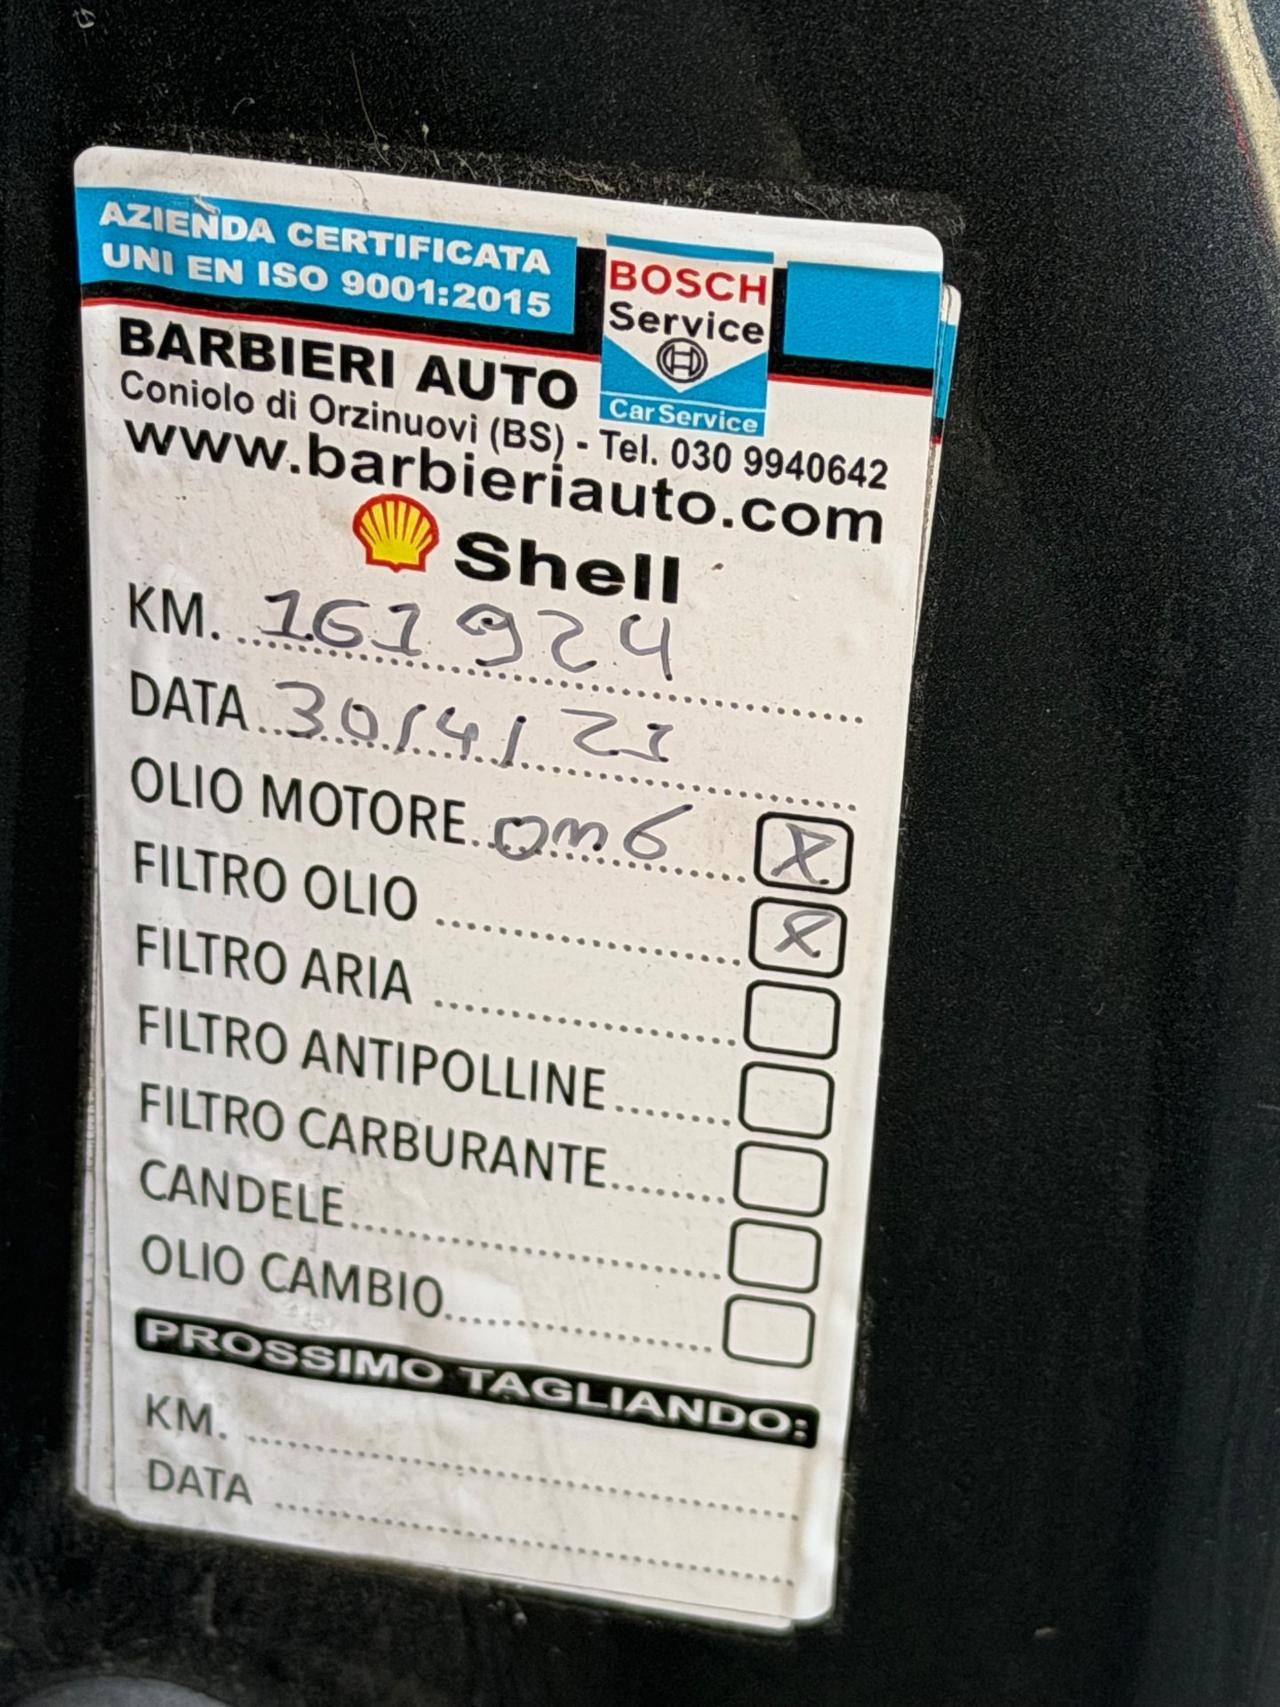 AZIENDA CERTIFICATA
UNI EN ISO 9001:2015
BOSCH
Service
CarService
BARBIERI AUTO
Coniolo di Orzinuovi (BS) - Tel. 030 9940642
www.barbieriauto.com
Shell
KM. 161924
DATA 30/4/21
OLIO MOTORE om6 X
FILTRO OLIO X
FILTRO ARIA
FILTRO ANTIPOLLINE
FILTRO CARBURANTE
CANDELE
OLIO CAMBIO
PROSSIMO TAGLIANDO:
KM.
DATA